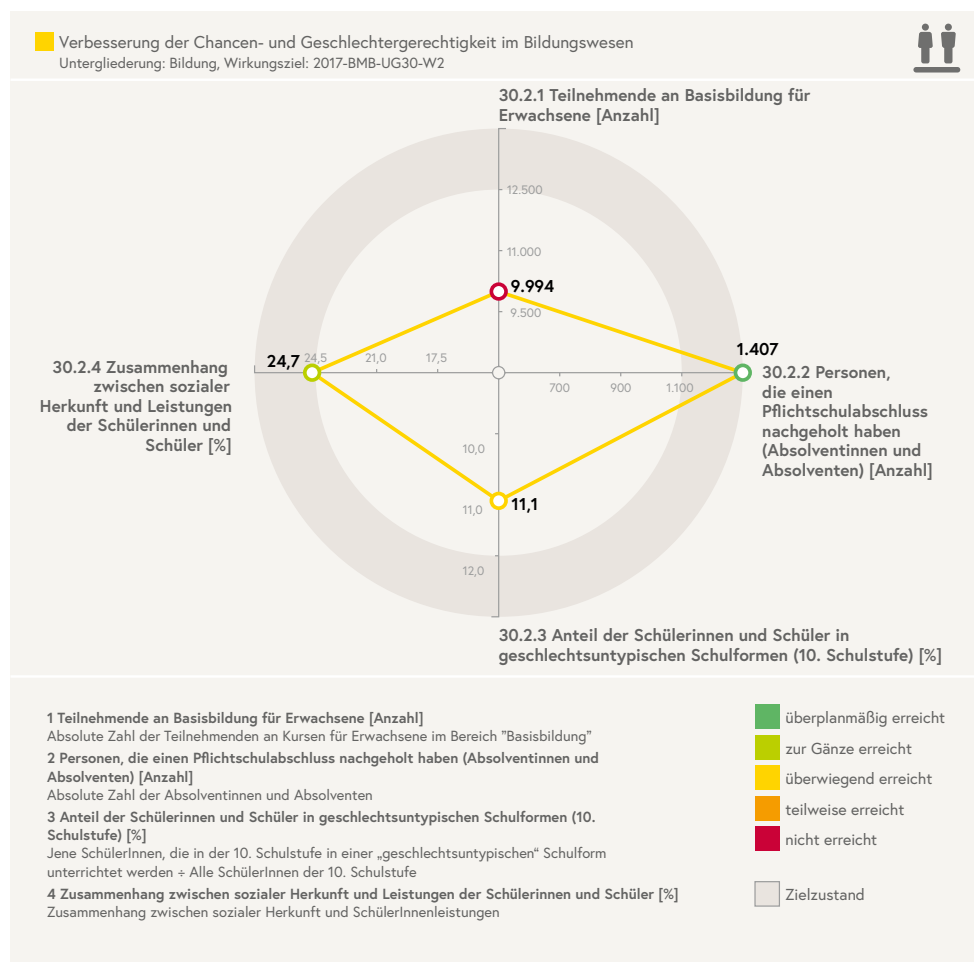 Verbesserung der Chancen- und Geschlechtergerechtigkeit im Bildungswesen
Untergliederung: Bildung, Wirkungsziel: 2017-BMB-UG30-W2
30.2.1 Teilnehmende an Basisbildung für
Erwachsene [Anzahl]
12.500
11.000
9.994
9.500
1.407
24,7
24,5
21,0
17,5
700
900
1.100
30.2.4 Zusammenhang
zwischen sozialer
Herkunft und Leistungen
der Schülerinnen und
Schüler [%]
30.2.2 Personen,
die einen
Pflichtschulabschluss
nachgeholt haben
(Absolventinnen und
Absolventen) [Anzahl]
10,0
11,0
11,1
12,0
30.2.3 Anteil der Schülerinnen und Schüler in
geschlechtsuntypischen Schulformen (10. Schulstufe) [%]
1 Teilnehmende an Basisbildung für Erwachsene [Anzahl]
Absolute Zahl der Teilnehmenden an Kursen für Erwachsene im Bereich "Basisbildung"
2 Personen, die einen Pflichtschulabschluss nachgeholt haben (Absolventinnen und
Absolventen) [Anzahl]
Absolute Zahl der Absolventinnen und Absolventen
3 Anteil der Schülerinnen und Schüler in geschlechtsuntypischen Schulformen (10.
Schulstufe) [%]
Jene SchülerInnen, die in der 10. Schulstufe in einer „geschlechtsuntypischen“ Schulform
unterrichtet werden ÷ Alle SchülerInnen der 10. Schulstufe
4 Zusammenhang zwischen sozialer Herkunft und Leistungen der Schülerinnen und Schüler [%]
Zusammenhang zwischen sozialer Herkunft und SchülerInnenleistungen
überplanmäßig erreicht
zur Gänze erreicht
überwiegend erreicht
teilweise erreicht
nicht erreicht
Zielzustand